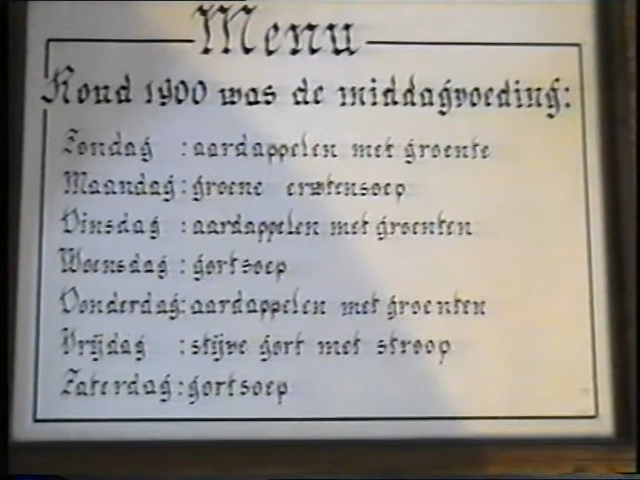 Menu
Rond 1900 was de middagvoeding:
Zondag : aardappelen met groente
Maandag : groene erwtensoep
Dinsdag : aardappelen met groenten
Woensdag : gortsoep
Donderdag : aardappelen met groenten
Vrijdag : stijve gort met stroop
Zaterdag : gortsoep